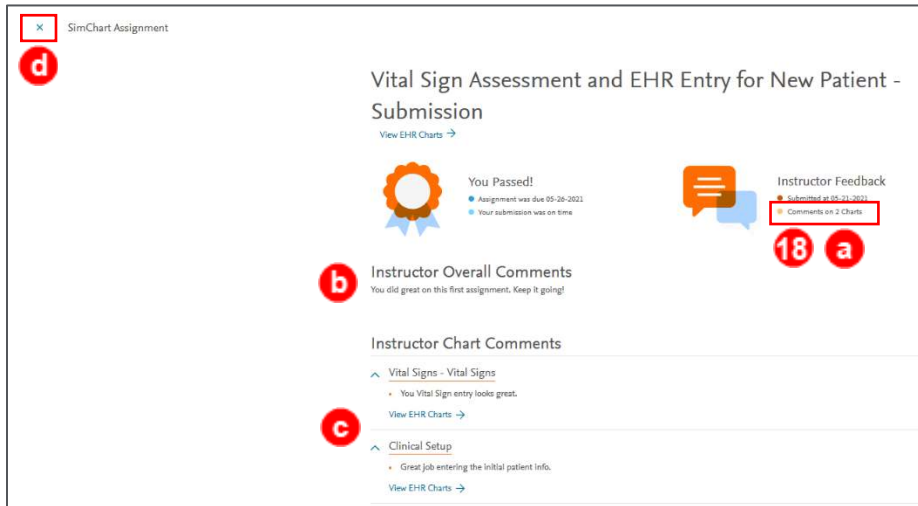 × SimChart Assignment
d
Vital Sign Assessment and EHR Entry for New Patient -
Submission
View EHR Charts →
You Passed!
Assignment was due 05-26-2021
Your submission was on time
Instructor Feedback
Submitted at 05-21-2021
Comments on 2 Charts
18 a
b
Instructor Overall Comments
You did great on this first assignment. Keep it going!
Instructor Chart Comments
Vital Signs - Vital Signs
• You Vital Sign entry looks great.
View EHR Charts →
c
Clinical Setup
• Great job entering the initial patient info.
View EHR Charts →